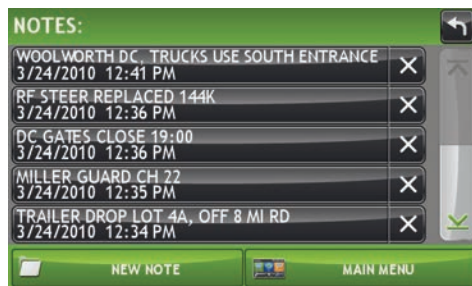 NOTES:
WOOLWORTH DC, TRUCKS USE SOUTH ENTRANCE
3/24/2010 12:41 PM
RF STEER REPLACED 144K
3/24/2010 12:36 PM
DC GATES CLOSE 19:00
3/24/2010 12:36 PM
MILLER GUARD CH 22
3/24/2010 12:35 PM
TRAILER DROP LOT 4A, OFF 8 MI RD
3/24/2010 12:34 PM
NEW NOTE
MAIN MENU